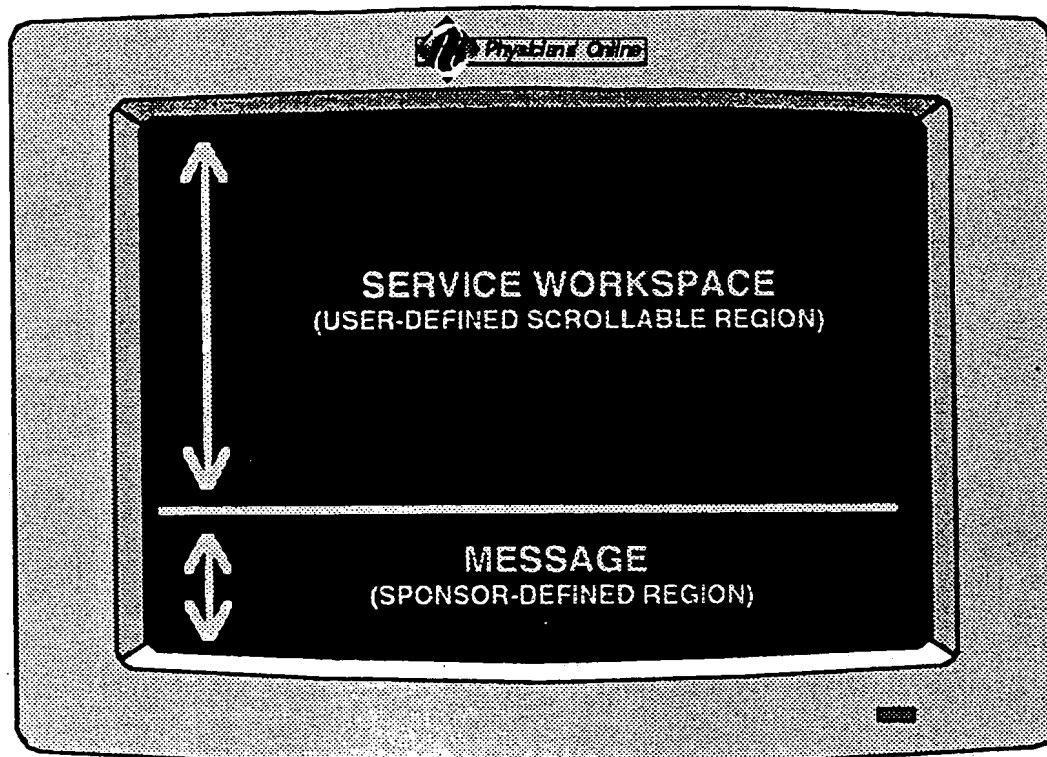 Physicians' Online
SERVICE WORKSPACE
(USER-DEFINED SCROLLABLE REGION)
MESSAGE
(SPONSOR-DEFINED REGION)